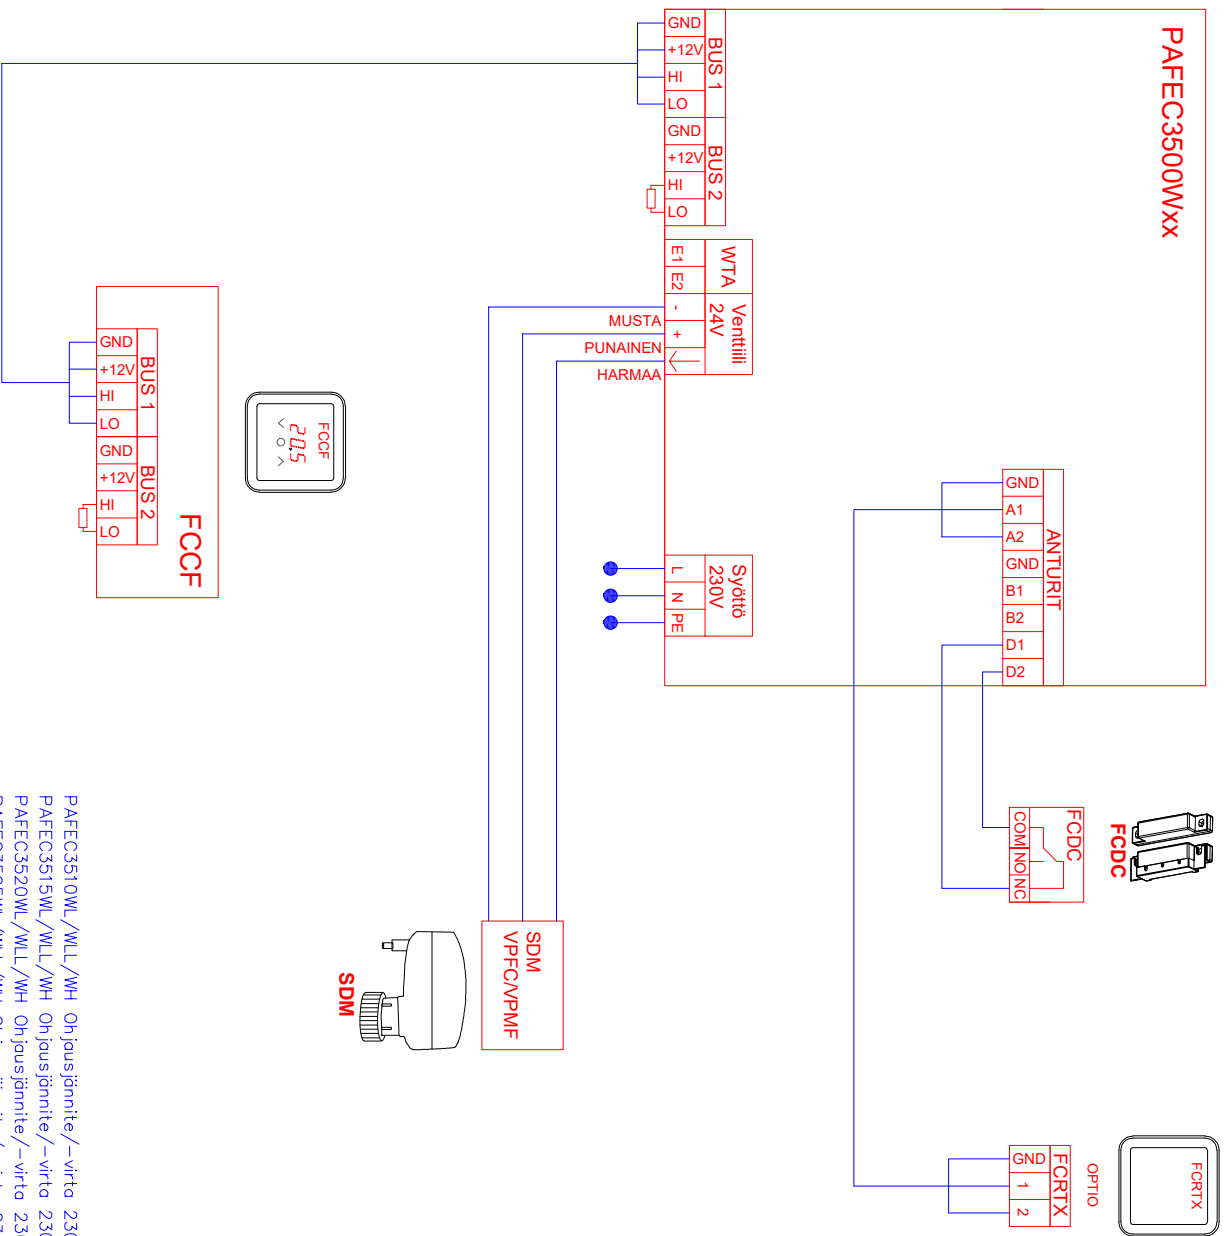 PAFEC3500Wxx
GND
+12V
HI
LO
BUS 1
GND
+12V
HI
LO
BUS 2
E1
E2
WTA
-
+
Venttiili
24V
MUSTA
PUNAINEN
HARMAA
L
N
PE
Syöttö
230V
GND
A1
A2
GND
B1
B2
D1
D2
ANTURIT
GND
+12V
HI
LO
BUS 1
GND
+12V
HI
LO
BUS 2
FCCF
FCCF
20.5
FCDC
COM
NO
NC
FCDC
SDM
VPFC/VPMF
SDM
GND
1
2
FCRTX
OPTIO
FCRTX
PAFEC3510WL/WLL/WH Ohjausjännite/-virta
PAFEC3515WL/WLL/WH Ohjausjännite/-virta
PAFEC3520WL/WLL/WH Ohjausjännite/-virta